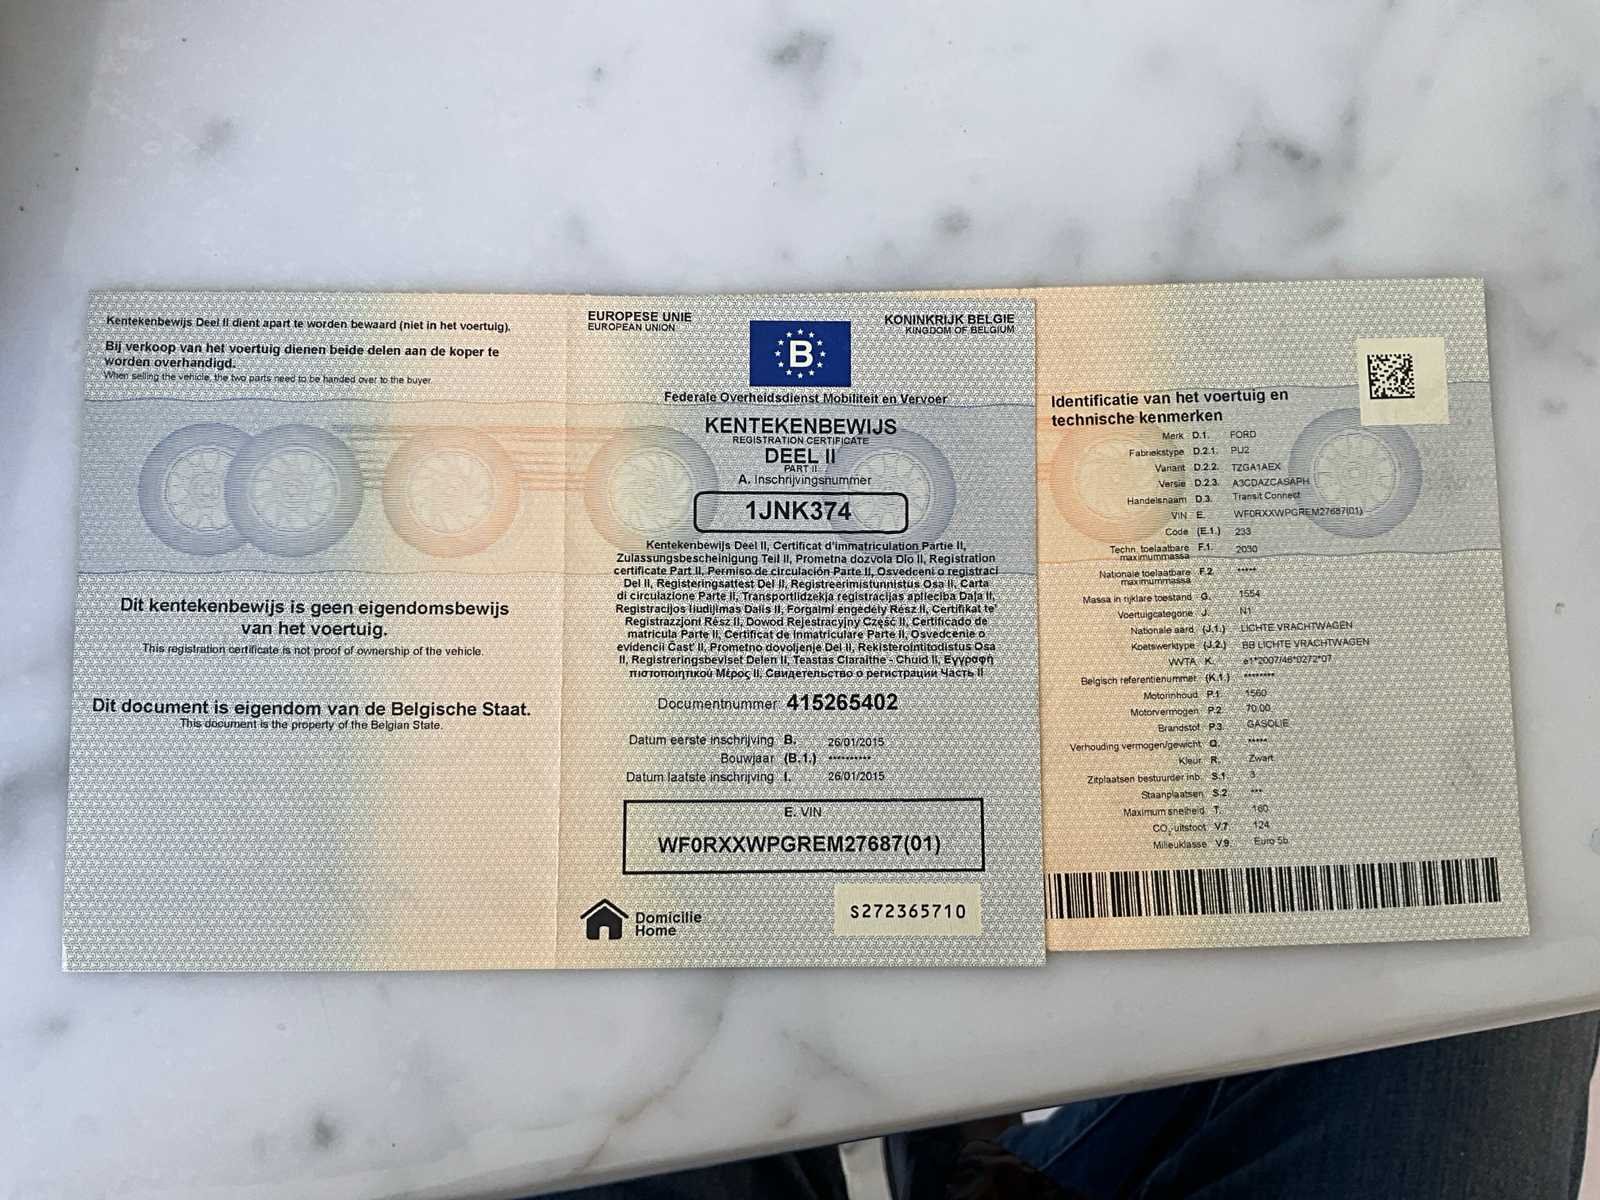 Kentekenbewijs Deel II dient apart te worden bewaard (niet in het voertuig).
Bij verkoop van het voertuig dienen beide delen aan de koper te
worden overhandigd.
When selling the vehicle, the two parts need to be handed over to the buyer.
Dit kentekenbewijs is geen eigendomsbewijs
van het voertuig.
This registration certificate is not proof of ownership of the vehicle.
Dit document is eigendom van de Belgische Staat.
This document is the property of the Belgian State.
EUROPESE UNIE
EUROPEAN UNION
KONINKRIJK BELGIE
KINGDOM OF BELGIUM
B
Federale Overheidsdienst Mobiliteit en Vervoer
KENTEKENBEWIJS
REGISTRATION CERTIFICATE
DEEL II
PART II
A. Inschrijvingsnummer
1JNK374
Kentekenbewijs Deel II, Certificat d'immatriculation Partie II,
Zulassungsbescheinigung Teil II, Prometna dozvola Dio II, Registration
certificate Part II, Permiso de circulación Parte II, Osvedceni o registraci
Del II, Registeringsattest Del II, Registreerimistunnistus Osa II, Carta
di circulazione Parte II, Transportlidzekja registracijas aplieciba Daja II,
Registracijos liudijimas Dalis II, Forgalmi engedély Rész II, Certifikat te'
Registrazzjoni Rész II, Dowod Rejestracyjny Część II, Certificado de
matricula Parte II, Certificat de inmatriculare Parte II, Osvedcenie o
evidencii Cast' II, Prometno dovoljenje Del II, Rekisterointitodistus Osa
II, Registreringsbeviset Delen II, Teastas Claraithe - Chuid II, Εγγραφή
πιστοποιητικού Μέρος II, Свидетельство о регистрации Часть II
Documentnummer 415265402
Datum eerste inschrijving B. 26/01/2015
Bouwjaar (B.1.) **********
Datum laatste inschrijving I. 26/01/2015
E. VIN
WF0RXXWPGREM27687(01)
Domicilie
Home
S272365710
Identificatie van het voertuig en
technische kenmerken
Merk D.1. FORD
Fabriekstype D.2.1. PU2
Variant D.2.2. TZGA1AEX
Versie D.2.3. A3CDAZCASAPH
Handelsnaam D.3. Transit Connect
VIN E. WF0RXXWPGREM27687(01)
Code (E.1.) 233
Techn. toelaatbare F.1. 2030
maximummassa
Nationale toelaatbare F.2. *****
maximummassa
Massa in rijklare toestand G. 1554
Voertuigcategorie J. N1
Nationale aard (J.1.) LICHTE VRACHTWAGEN
Koetswerktype (J.2.) BB LICHTE VRACHTWAGEN
WVTA K. e1*2007/46*0272*07
Belgisch referentienummer (K.1.) ********
Motorinhoud P.1. 1560
Motorvermogen P.2. 70.00
Brandstof P.3. GASOLIE
Verhouding vermogen/gewicht Q. *****
Kleur R. Zwart
Zitplaatsen bestuurder inb. S.1. 3
Staanplaatsen S.2. ***
Maximum snelheid T. 160
CO₂-uitstoot V.7. 124
Milieuklasse V.9. Euro 5b